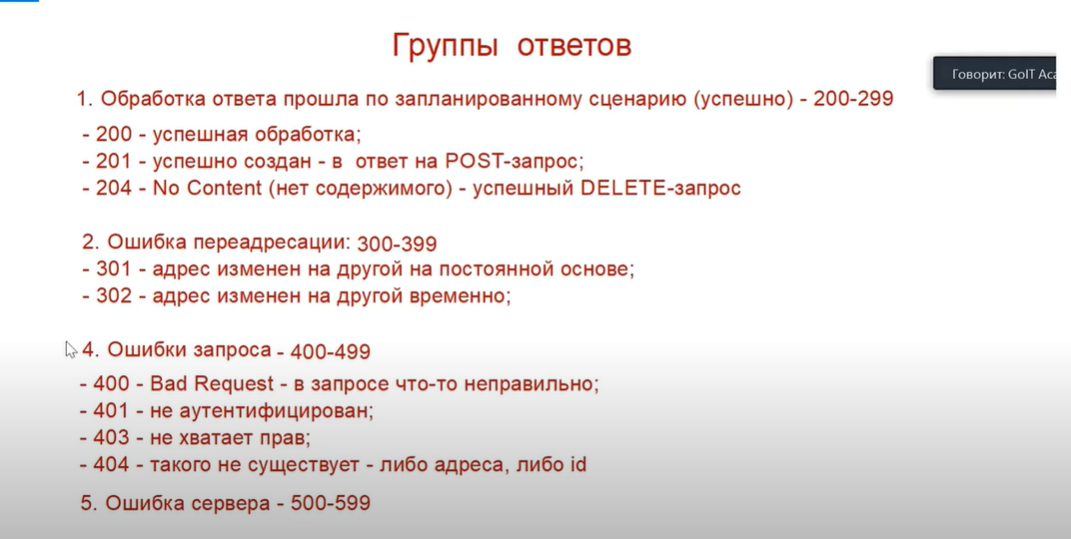 Группы ответов
Говорит: GoIT Aca
1. Обработка ответа прошла по запланированному сценарию (успешно) - 200-299
- 200 - успешная обработка;
- 201 - успешно создан - в ответ на POST-запрос;
- 204 - No Content (нет содержимого) - успешный DELETE-запрос
2. Ошибка переадресации: 300-399
- 301 - адрес изменен на другой на постоянной основе;
- 302 - адрес изменен на другой временно;
4. Ошибки запроса - 400-499
- 400 - Bad Request - в запросе что-то неправильно;
- 401 - не аутентифицирован;
- 403 - не хватает прав;
- 404 - такого не существует - либо адреса, либо id
5. Ошибка сервера - 500-599